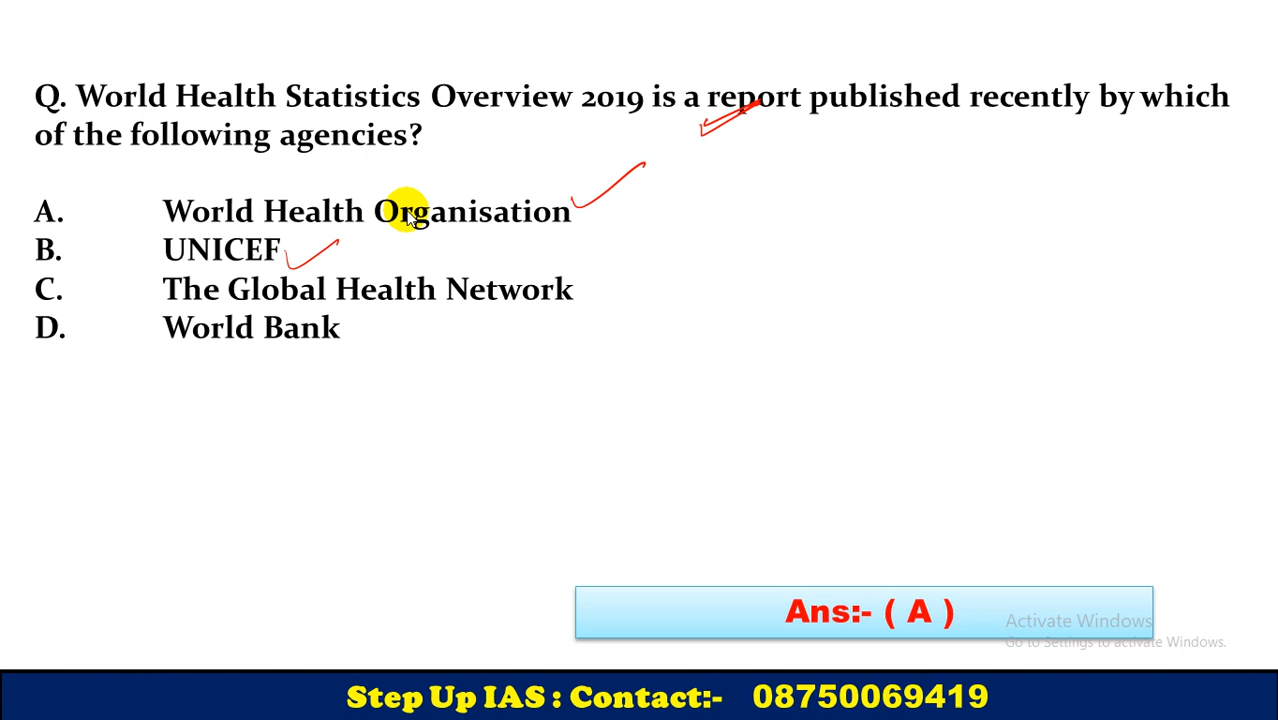 Q. World Health Statistics Overview 2019 is a report published recently by which
of the following agencies?
A. World Health Organisation
B. UNICEF
C. The Global Health Network
D. World Bank
Ans:- ( A )
Activate Windows
Go to Settings to activate Windows.
Step Up IAS : Contact:- 08750069419